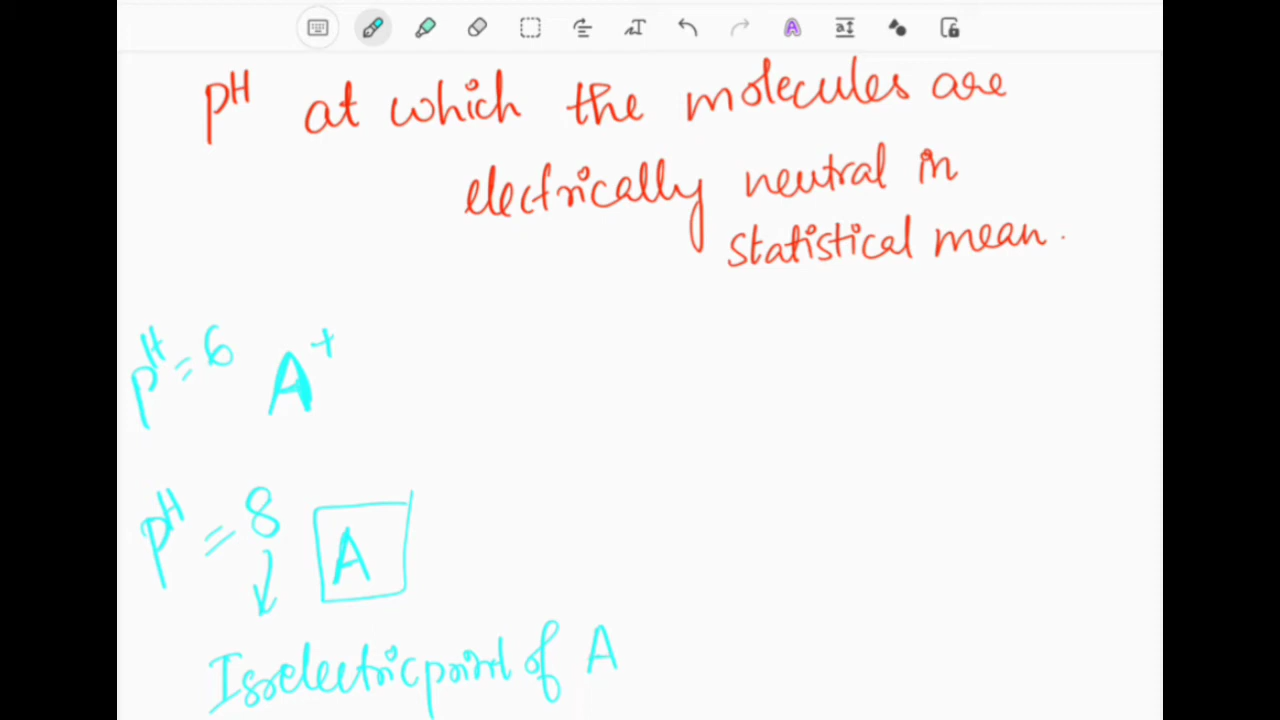 pH at which the molecules are
electrically neutral in
statistical mean.
pH = 6 A+
pH = 8 A
Isoelectric point of A